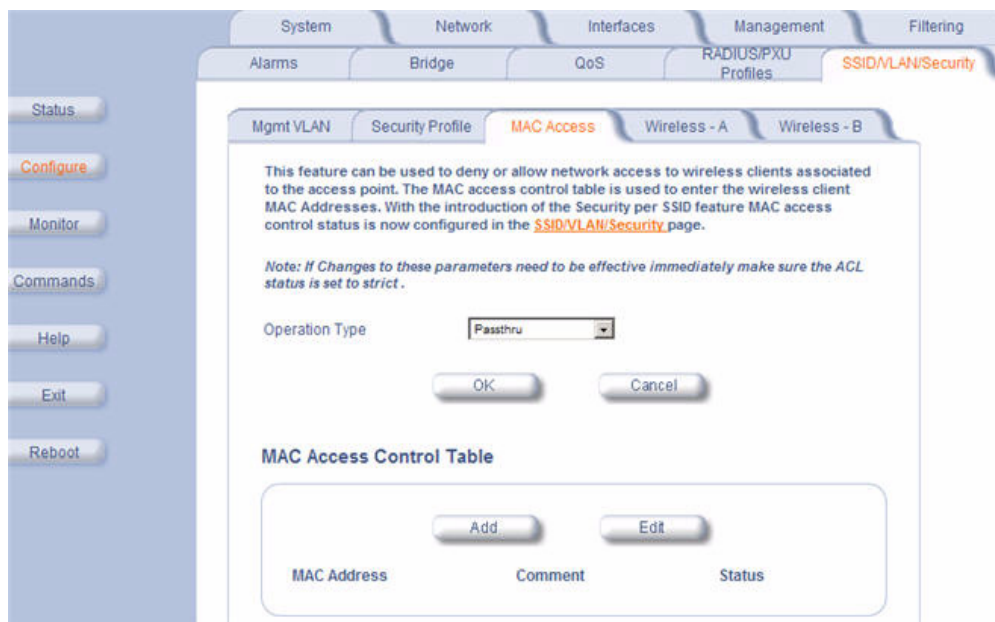 System Network Interfaces Management Filtering
Alarms Bridge QoS RADIUS/PXU Profiles SSID/VLAN/Security
Status
Configure
Monitor
Commands
Help
Exit
Reboot
Mgmt VLAN Security Profile MAC Access Wireless - A Wireless - B
This feature can be used to deny or allow network access to wireless clients associated
to the access point. The MAC access control table is used to enter the wireless client
MAC Addresses. With the introduction of the Security per SSID feature MAC access
control status is now configured in the SSID/VLAN/Security page.
Note: If Changes to these parameters need to be effective immediately make sure the ACL
status is set to strict .
Operation Type Passthru
OK Cancel
MAC Access Control Table
Add Edit
MAC Address Comment Status